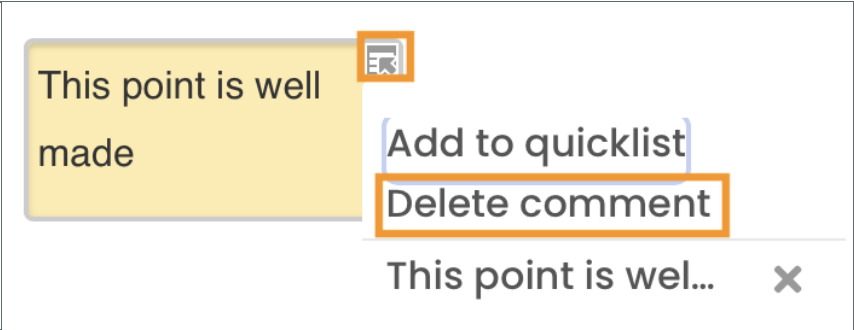 This point is well
made
Add to quicklist
Delete comment
This point is wel...